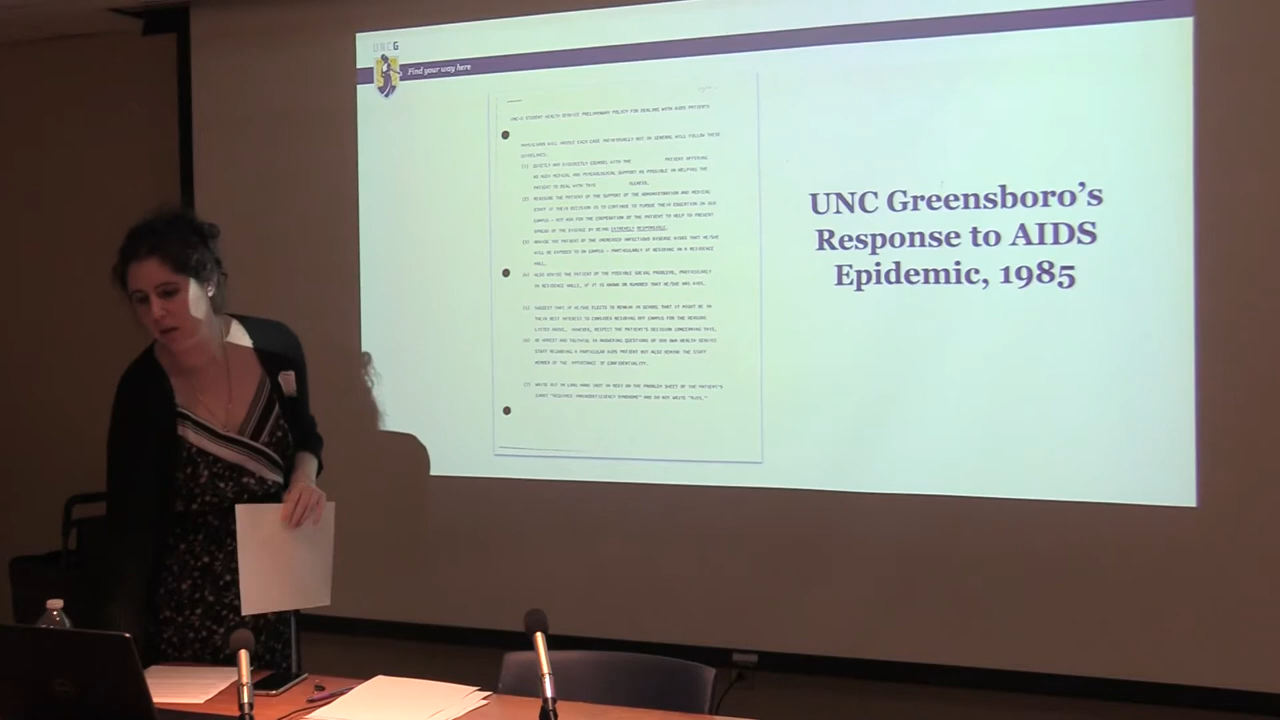 UNCG
Find your way here
UNC-G STUDENT HEALTH SERVICE PRELIMINARY POLICY FOR DEALING WITH AIDS PATIENTS
PHYSICIANS WILL HANDLE EACH CASE INDIVIDUALLY BUT IN GENERAL WILL FOLLOW THESE
GUIDELINES:
(1) QUIETLY AND DISCREETLY COUNSEL WITH THE PATIENT OFFERING
AS MUCH MEDICAL AND PSYCHOLOGICAL SUPPORT AS POSSIBLE IN HELPING THE
PATIENT TO DEAL WITH THIS ILLNESS.
(2) REASSURE THE PATIENT OF THE SUPPORT OF THE ADMINISTRATION AND MEDICAL
STAFF IF THEIR DECISION IS TO CONTINUE TO PURSUE THEIR EDUCATION ON OUR
CAMPUS - BUT ASK FOR THE COOPERATION OF THE PATIENT TO HELP TO PREVENT
SPREAD OF THE DISEASE BY BEING EXTREMELY RESPONSIBLE.
(3) ADVISE THE PATIENT OF THE INCREASED INFECTIOUS DISEASE RISKS THAT HE/SHE
WILL BE EXPOSED TO ON CAMPUS - PARTICULARLY IF RESIDING IN A RESIDENCE
HALL.
(4) ALSO ADVISE THE PATIENT OF THE POSSIBLE SOCIAL PROBLEMS, PARTICULARLY
IN RESIDENCE HALLS, IF IT IS KNOWN OR RUMORED THAT HE/SHE HAS AIDS.
(5) SUGGEST THAT IF HE/SHE ELECTS TO REMAIN IN SCHOOL THAT IT MIGHT BE IN
THEIR BEST INTEREST TO CONSIDER RESIDING OFF CAMPUS FOR THE REASONS
LISTED ABOVE. HOWEVER, RESPECT THE PATIENT'S DECISION CONCERNING THIS.
(6) BE HONEST AND TRUTHFUL IN ANSWERING QUESTIONS OF OUR OWN HEALTH SERVICE
STAFF REGARDING A PARTICULAR AIDS PATIENT BUT ALSO REMIND THE STAFF
MEMBER OF THE IMPORTANCE OF CONFIDENTIALITY.
(7) WRITE OUT IN LONG HAND THAT IN DESK ON THE PROBLEM SHEET OF THE PATIENT'S
CHART "ACQUIRED IMMUNODEFICIENCY SYNDROME" AND DO NOT WRITE "AIDS."
UNC Greensboro's
Response to AIDS
Epidemic, 1985